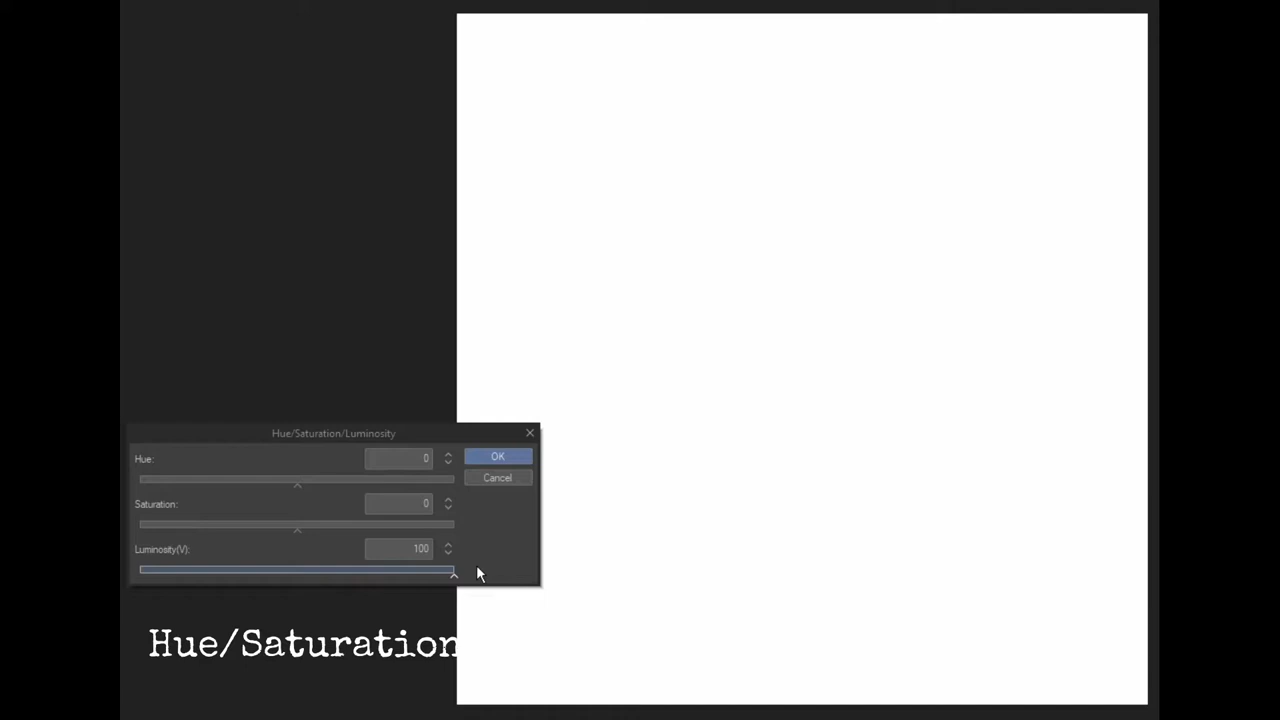 Hue/Saturation/Luminosity
Hue: 0
OK
Cancel
Saturation: 0
Luminosity(V): 100
Hue/Saturation